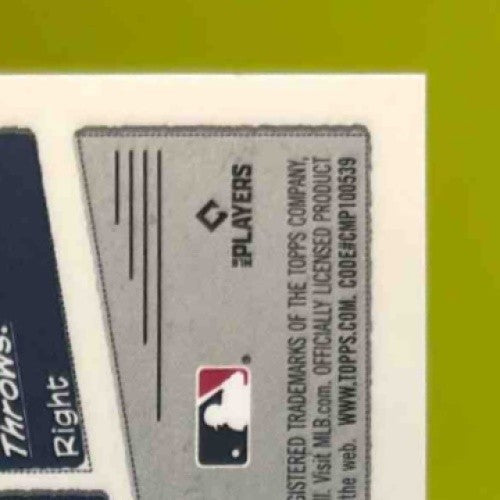 Throws:
Right
PLAYERS
GISTERED TRADEMARKS OF THE TOPPS COMPANY,
Visit MLB.com. OFFICIALLY LICENSED PRODUCT
the web. WWW.TOPPS.COM. CODE#CMP100539